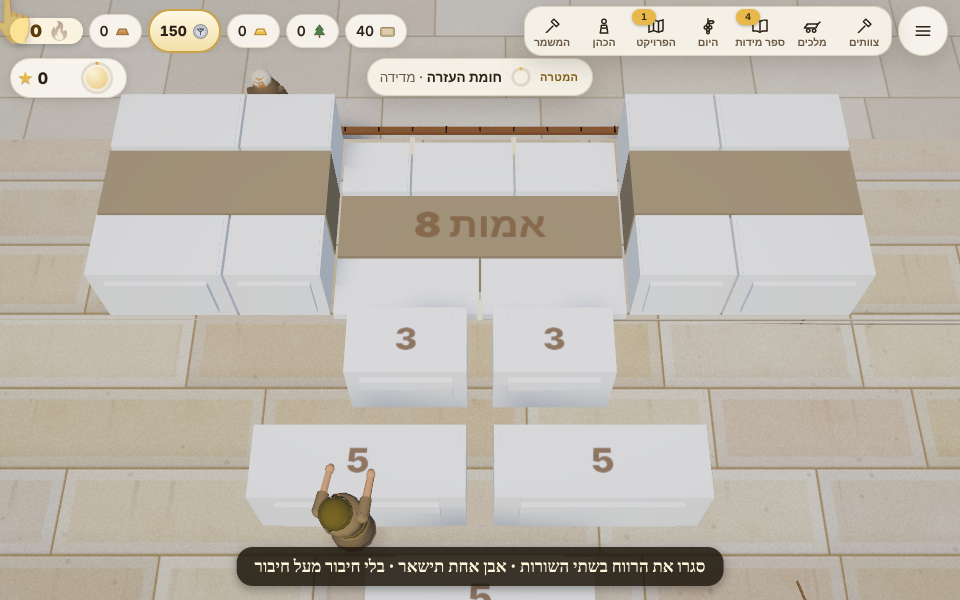 0
0
150
0
0
40
המשמר
הכהן
1
הפרויקט
היום
4
ספר מידות
מלכים
צוותים
0
המטרה
חומת העזרה · מדידה
8 אמות
3
3
5
5
סגרו את הרווח בשתי השורות · אבן אחת תישאר · בלי חיבור מעל חיבור
5